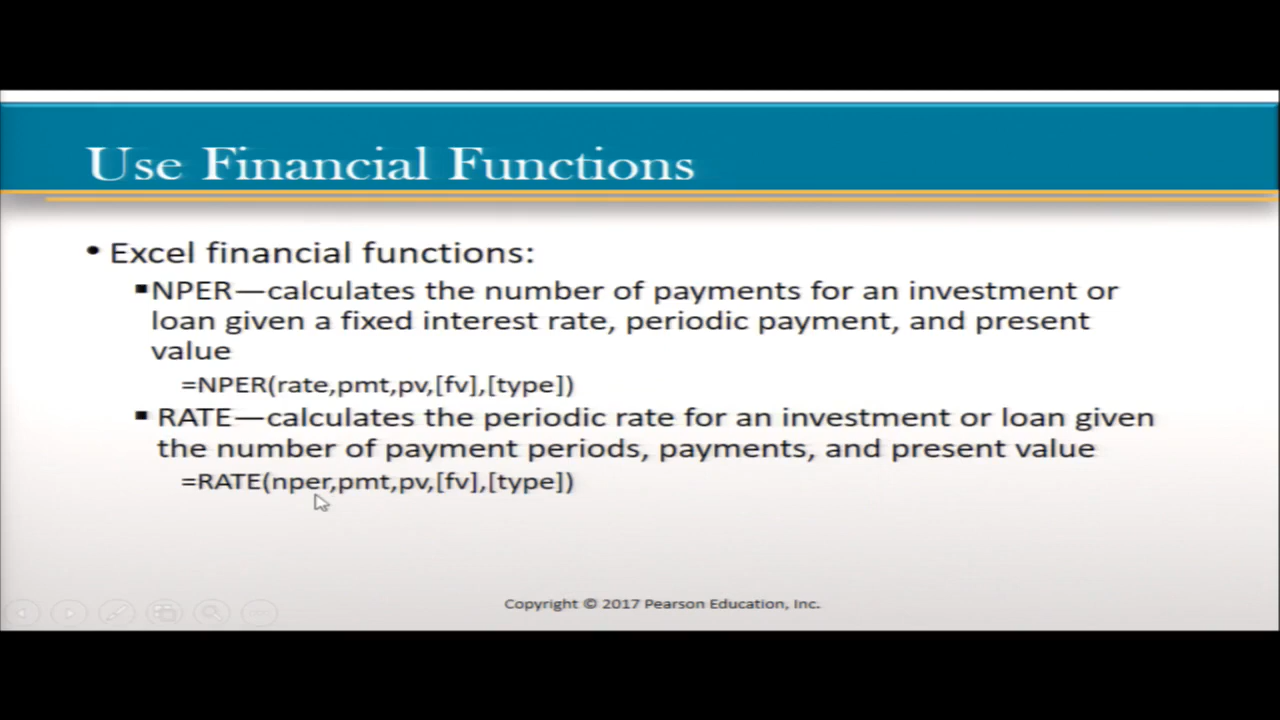 Use Financial Functions
• Excel financial functions:
▪NPER—calculates the number of payments for an investment or
loan given a fixed interest rate, periodic payment, and present
value
=NPER(rate,pmt,pv,[fv],[type])
▪ RATE—calculates the periodic rate for an investment or loan given
the number of payment periods, payments, and present value
=RATE(nper,pmt,pv,[fv],[type])
Copyright © 2017 Pearson Education, Inc.